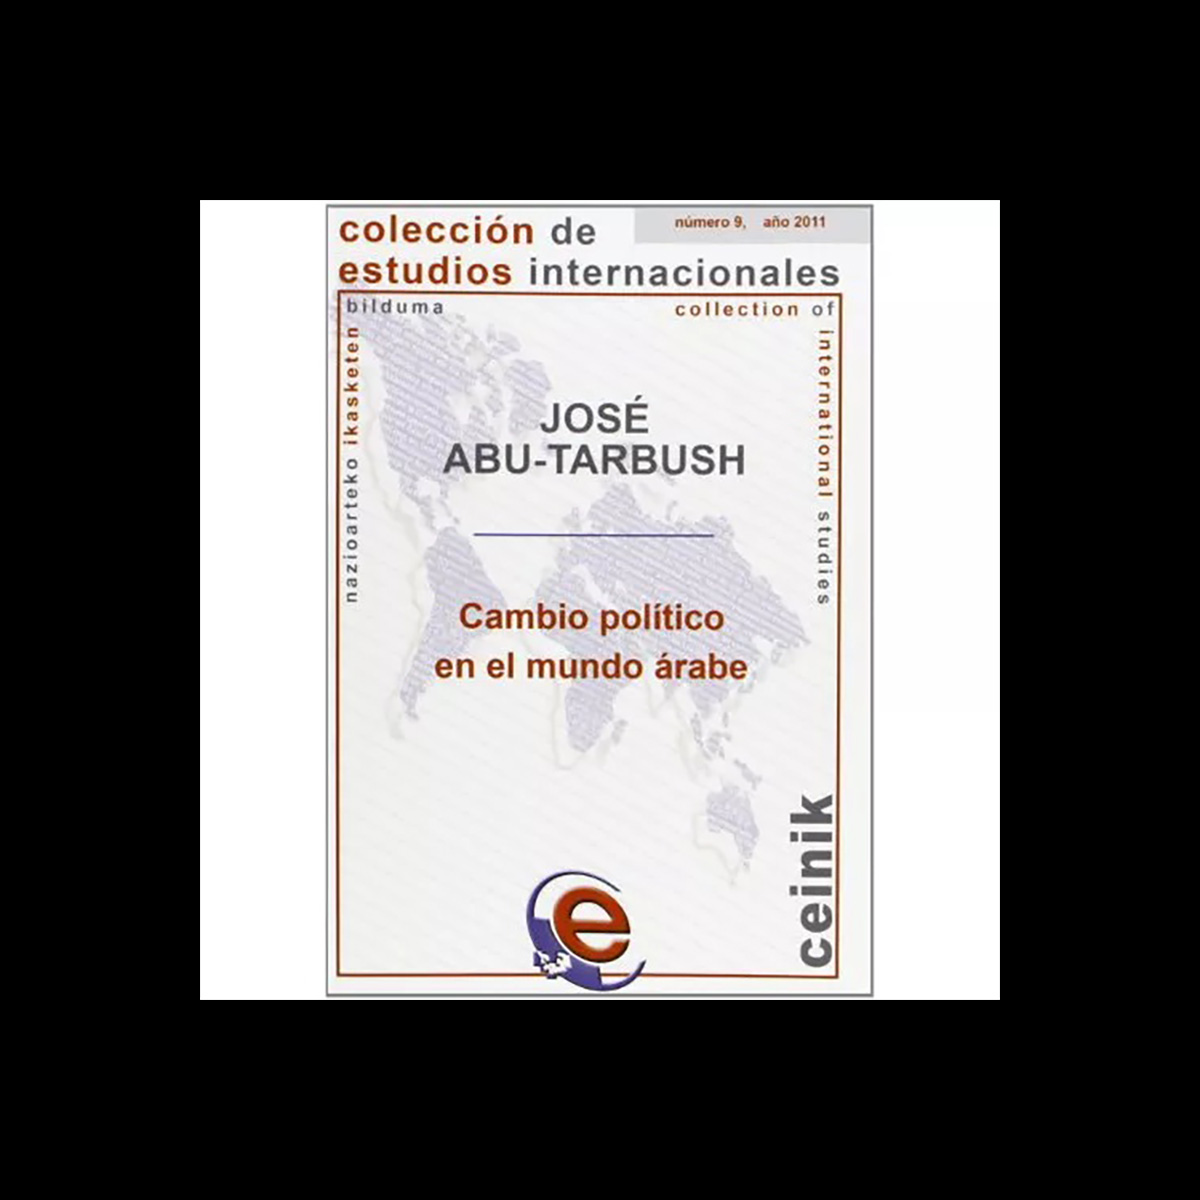 colección de
estudios internacionales
número 9, año 2011
bilduma
collection of
nazioarteko ikasketen
international studies
JOSÉ
ABU-TARBUSH
Cambio político
en el mundo árabe
ceinik
e